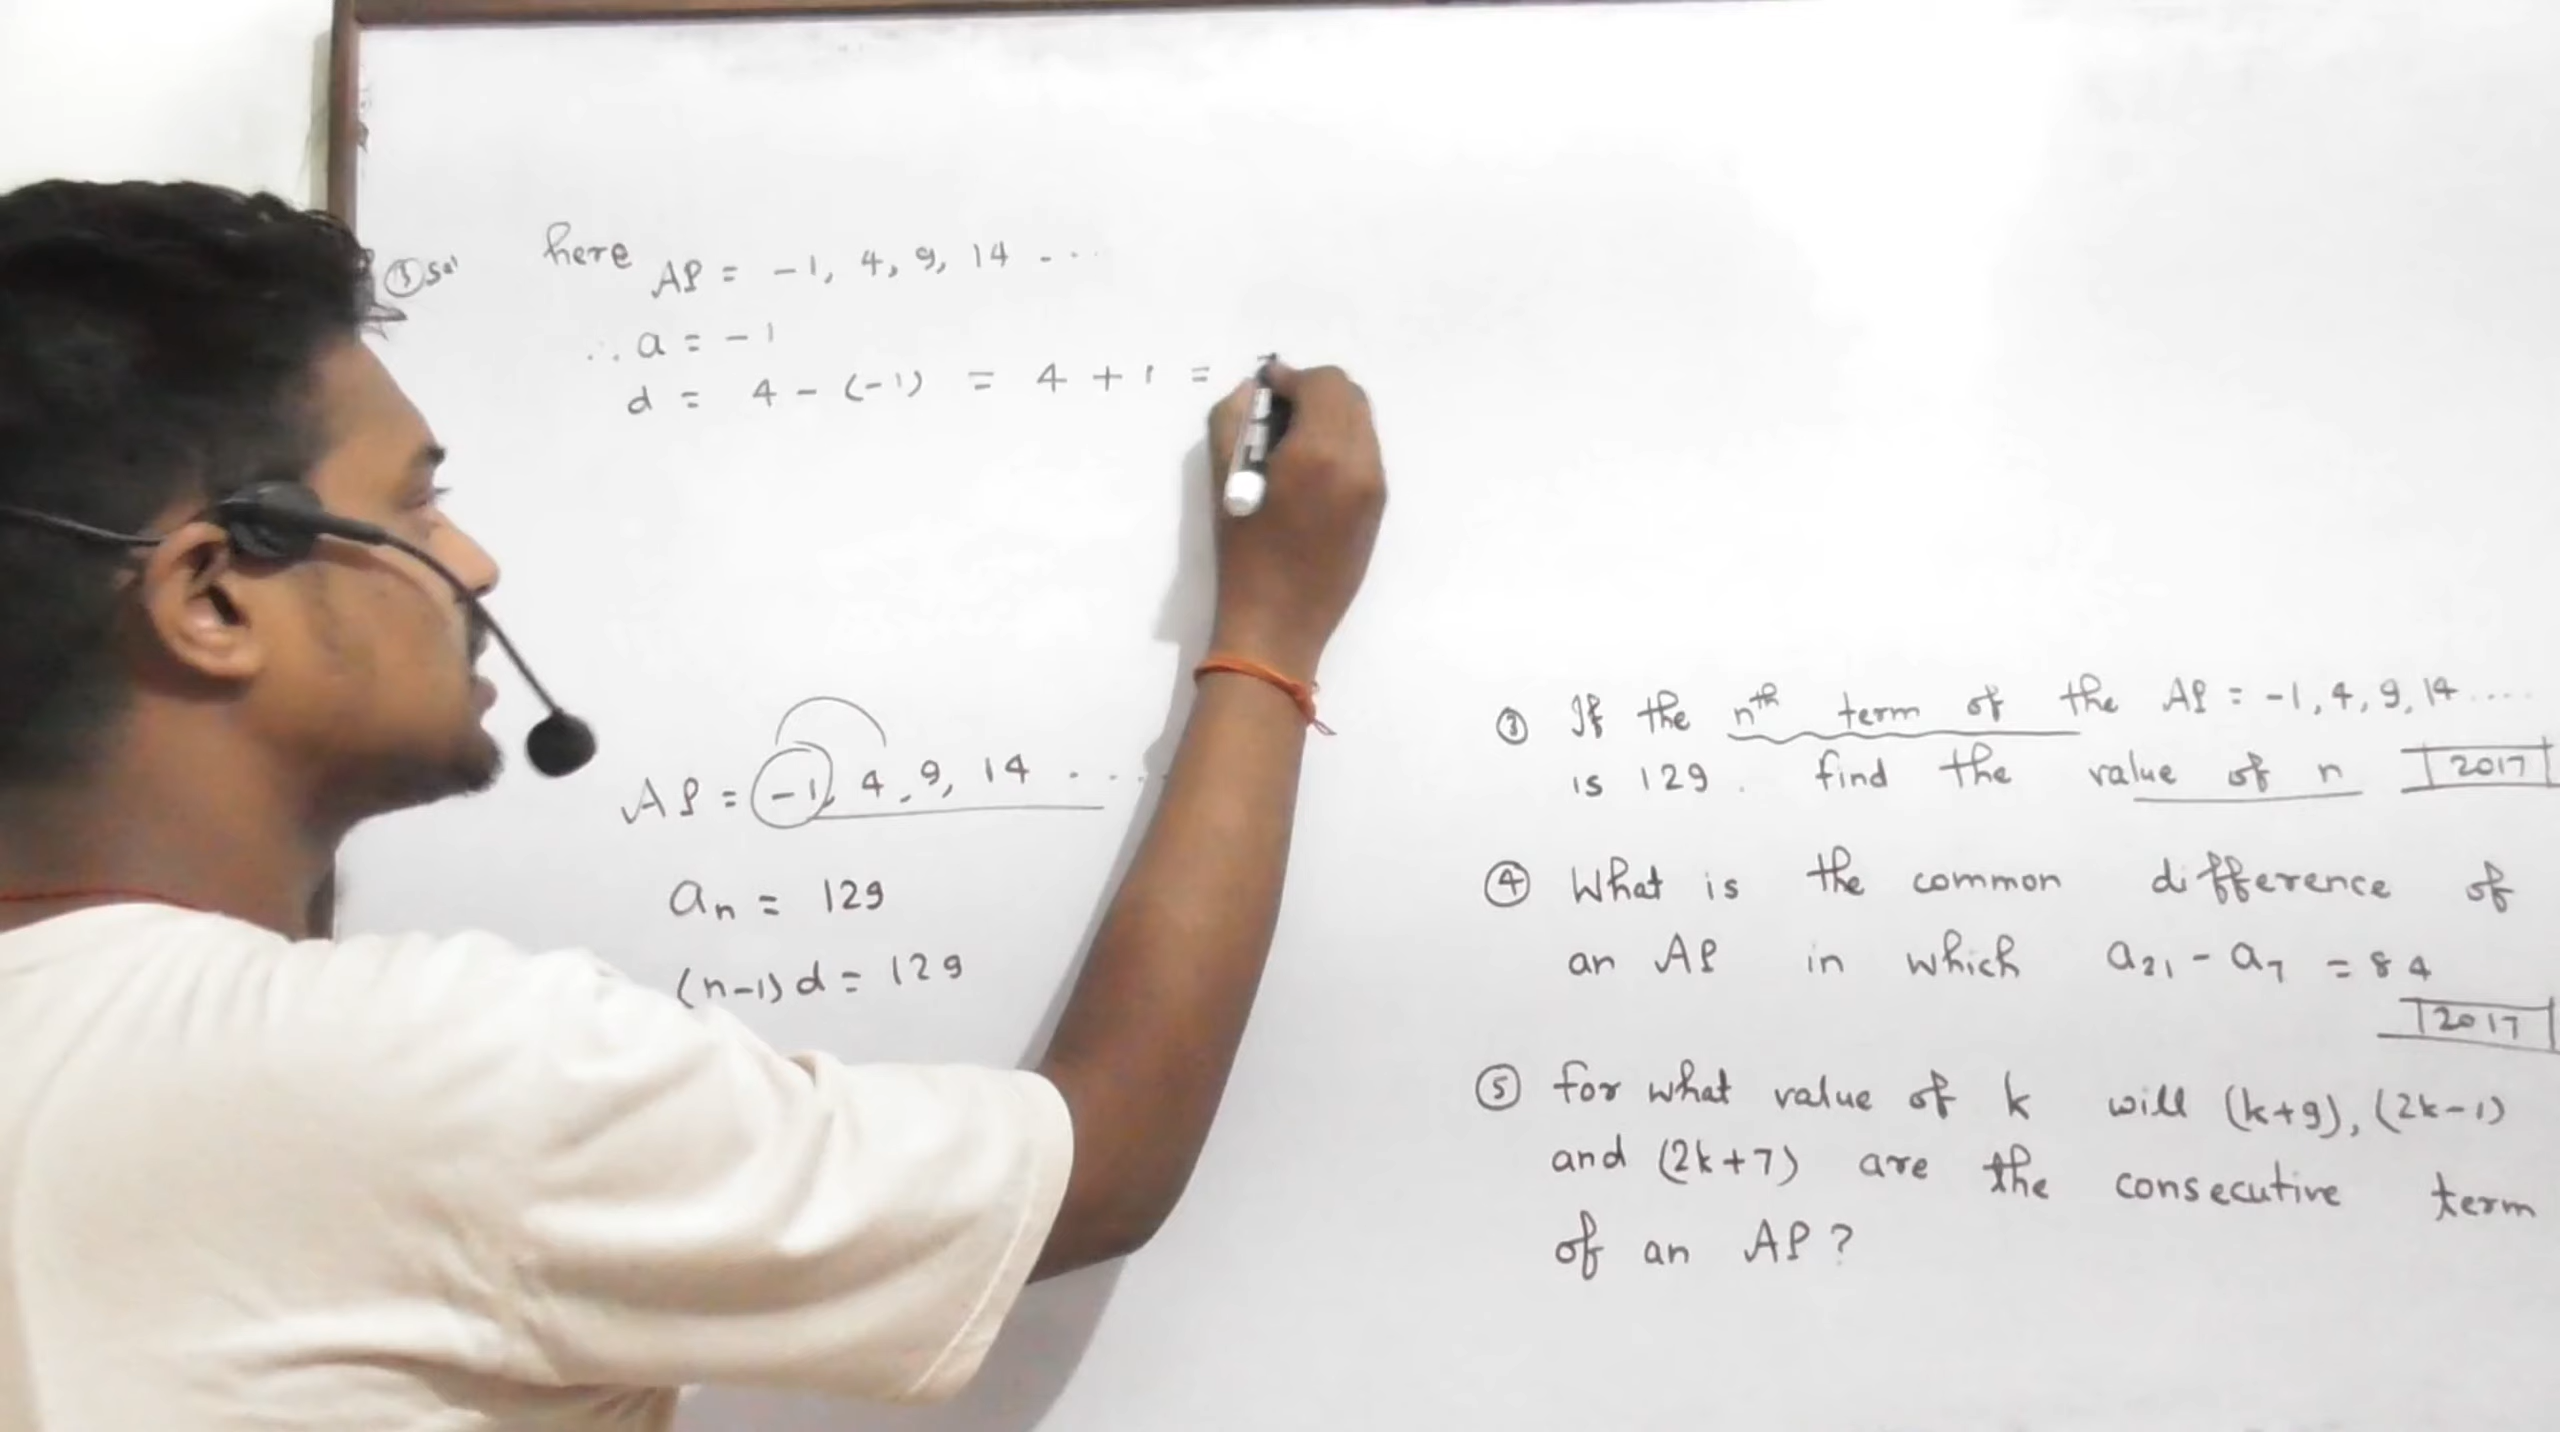 ③ Sol
here AP = -1, 4, 9, 14 ...
∴ a = -1
d = 4 - (-1) = 4 + 1 =
AP = -1, 4, 9, 14 ....
an = 129
(n-1) d = 129
③ If the nth term of the AP = -1, 4, 9, 14 ....
is 129. find the value of n 2017
④ What is the common difference of
an AP in which a21 - a7 = 84
2017
⑤ for what value of k will (k+9), (2k-1)
and (2k+7) are the consecutive term
of an AP?